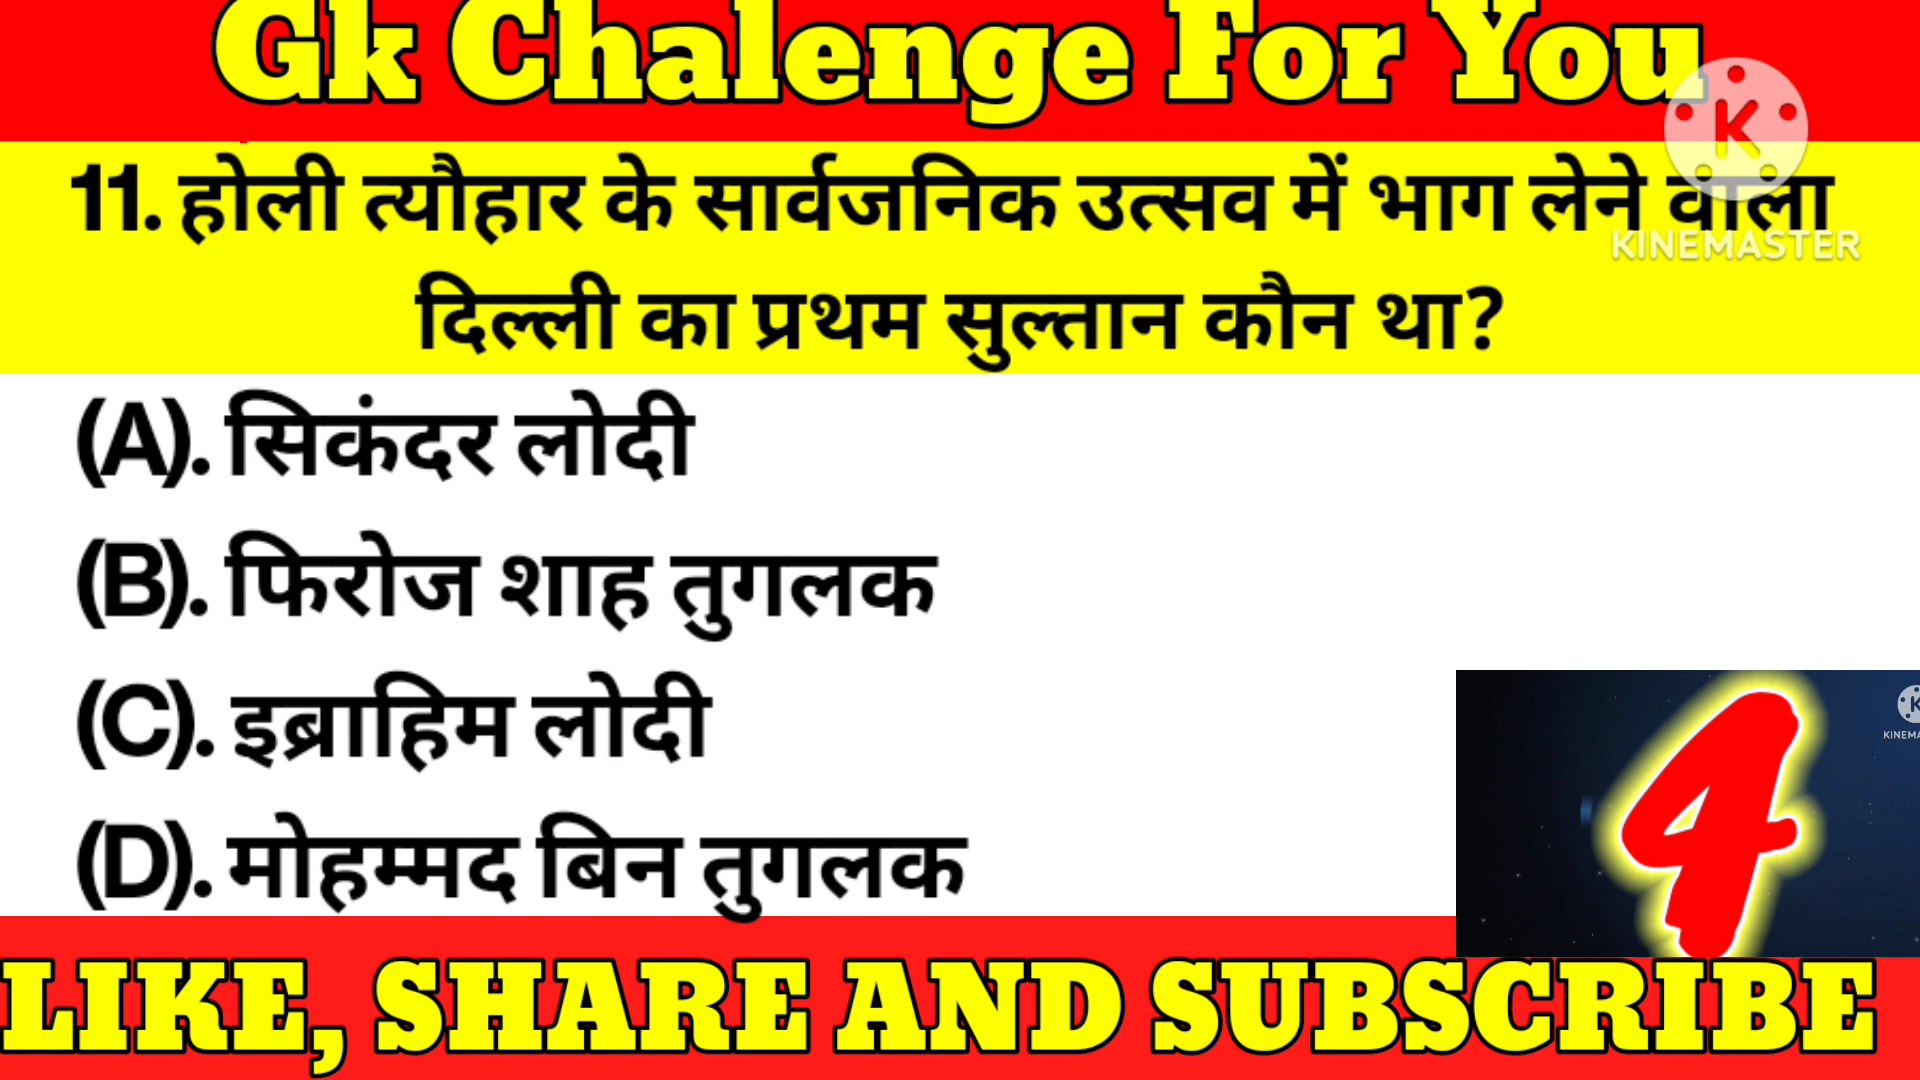 Gk Chalenge For You
K
KINEMASTER
11. होली त्यौहार के सार्वजनिक उत्सव में भाग लेने वाला
दिल्ली का प्रथम सुल्तान कौन था?
(A). सिकंदर लोदी
(B). फिरोज शाह तुगलक
(C). इब्राहिम लोदी
(D). मोहम्मद बिन तुगलक
4
LIKE, SHARE AND SUBSCRIBE